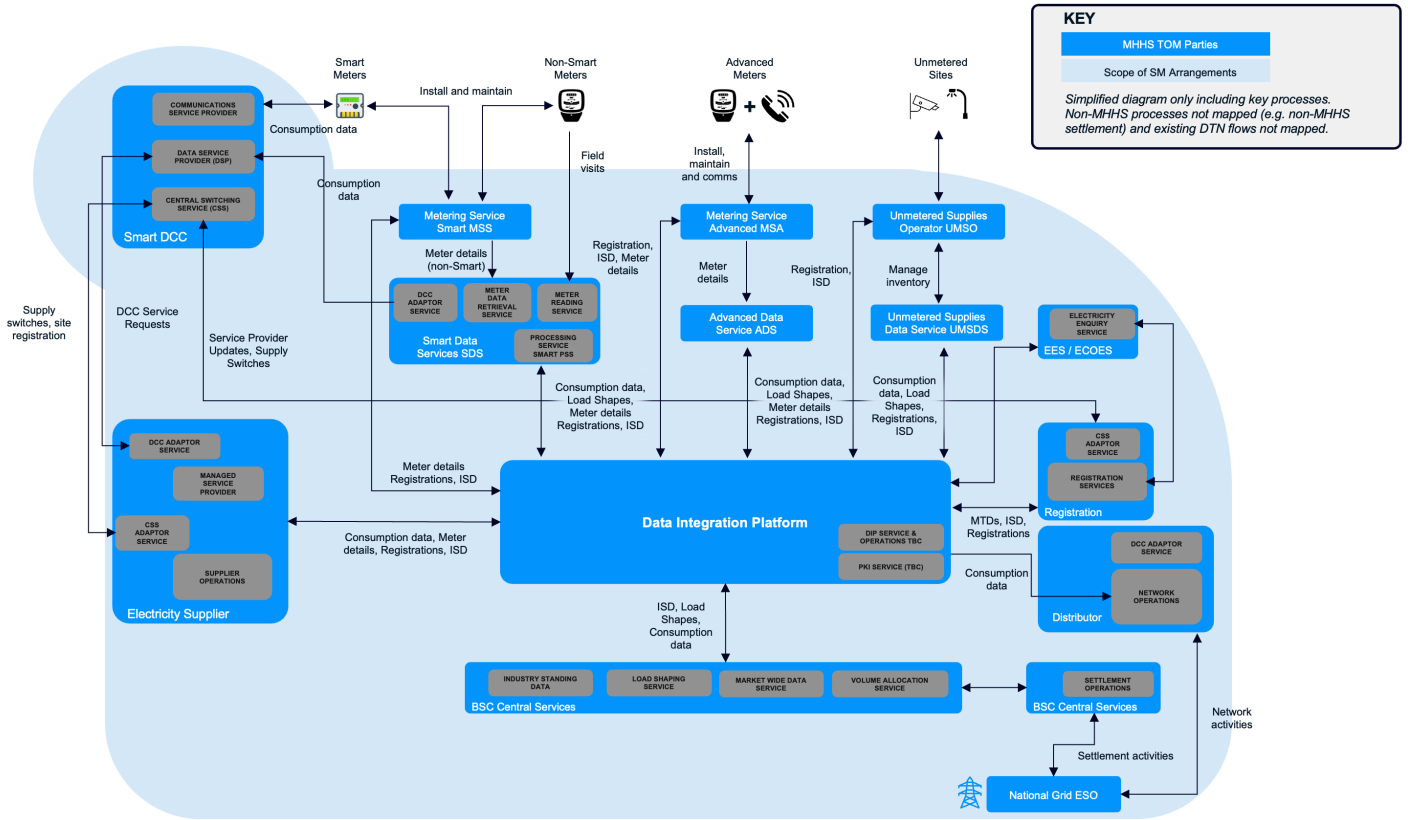 KEY
MHHS TOM Parties
Scope of SM Arrangements
Simplified diagram only including key processes.
Non-MHHS processes not mapped (e.g. non-MHHS
settlement) and existing DTN flows not mapped.
Smart
Meters
Non-Smart
Meters
Advanced
Meters
Unmetered
Sites
Install and maintain
COMMUNICATIONS
SERVICE PROVIDER
Consumption data
DATA SERVICE
PROVIDER (DSP)
CENTRAL SWITCHING
SERVICE (CSS)
Smart DCC
Consumption
data
Field
visits
Install,
maintain
and comms
Metering Service
Smart MSS
Metering Service
Advanced MSA
Unmetered Supplies
Operator UMSO
Meter details
(non-Smart)
Registration,
ISD, Meter
details
Meter
details
Registration,
ISD
Manage
inventory
DCC
ADAPTOR
SERVICE
METER
DATA
RETRIEVAL
SERVICE
METER
READING
SERVICE
PROCESSING
SERVICE
SMART PSS
Smart Data
Services SDS
Advanced Data
Service ADS
Unmetered Supplies
Data Service UMSDS
ELECTRICITY
ENQUIRY
SERVICE
EES / ECOES
Supply
switches, site
registration
DCC Service
Requests
Service Provider
Updates, Supply
Switches
Consumption data,
Load Shapes,
Meter details
Registrations, ISD
Consumption data,
Load Shapes,
Meter details
Registrations, ISD
Consumption
data, Load
Shapes,
Registrations,
ISD
DCC ADAPTOR
SERVICE
MANAGED
SERVICE
PROVIDER
CSS
ADAPTOR
SERVICE
SUPPLIER
OPERATIONS
Electricity Supplier
Meter details
Registrations, ISD
Consumption data, Meter
details, Registrations, ISD
Data Integration Platform
DIP SERVICE &
OPERATIONS TBC
PKI SERVICE (TBC)
CSS
ADAPTOR
SERVICE
REGISTRATION
SERVICES
Registration
MTDs, ISD,
Registrations
Consumption
data
DCC ADAPTOR
SERVICE
NETWORK
OPERATIONS
Distributor
ISD, Load
Shapes,
Consumption
data
INDUSTRY STANDING
DATA
LOAD SHAPING
SERVICE
MARKET WIDE DATA
SERVICE
VOLUME ALLOCATION
SERVICE
BSC Central Services
SETTLEMENT
OPERATIONS
BSC Central Services
Network
activities
Settlement activities
National Grid ESO